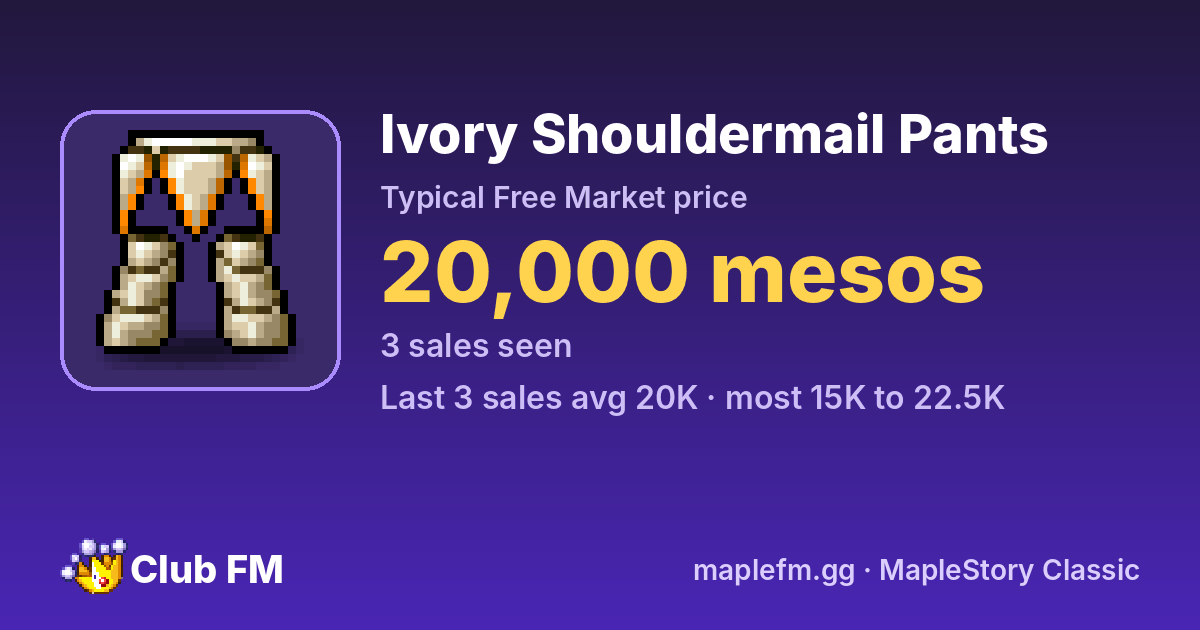 Ivory Shouldermail Pants
Typical Free Market price
20,000 mesos
3 sales seen
Last 3 sales avg 20K · most 15K to 22.5K
Club FM
maplefm.gg · MapleStory Classic